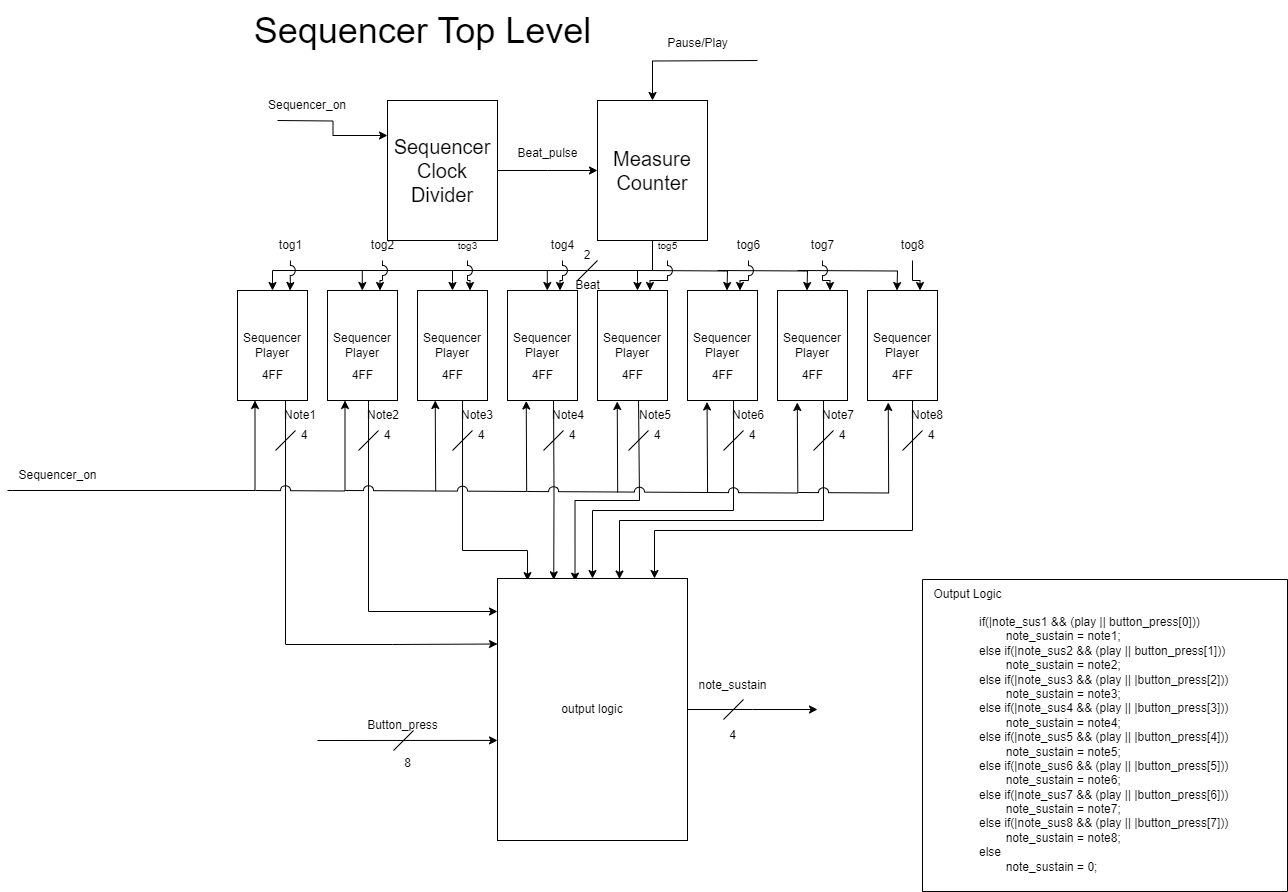 Sequencer Top Level
Pause/Play
Sequencer_on
Sequencer
Clock
Divider
Beat_pulse
Measure
Counter
tog1
tog2
tog3
tog4
2
tog5
tog6
tog7
tog8
Beat
Sequencer
Player
4FF
Sequencer
Player
4FF
Sequencer
Player
4FF
Sequencer
Player
4FF
Sequencer
Player
4FF
Sequencer
Player
4FF
Sequencer
Player
4FF
Sequencer
Player
4FF
Note1
4
Note2
4
Note3
4
Note4
4
Note5
4
Note6
4
Note7
4
Note8
4
Sequencer_on
output logic
Button_press
8
note_sustain
4
Output Logic
if(|note_sus1 && (play || button_press[0]))
note_sustain = note1;
else if(|note_sus2 && (play || button_press[1]))
note_sustain = note2;
else if(|note_sus3 && (play || |button_press[2]))
note_sustain = note3;
else if(|note_sus4 && (play || |button_press[3]))
note_sustain = note4;
else if(|note_sus5 && (play || |button_press[4]))
note_sustain = note5;
else if(|note_sus6 && (play || |button_press[5]))
note_sustain = note6;
else if(|note_sus7 && (play || |button_press[6]))
note_sustain = note7;
else if(|note_sus8 && (play || |button_press[7]))
note_sustain = note8;
else
note_sustain = 0;